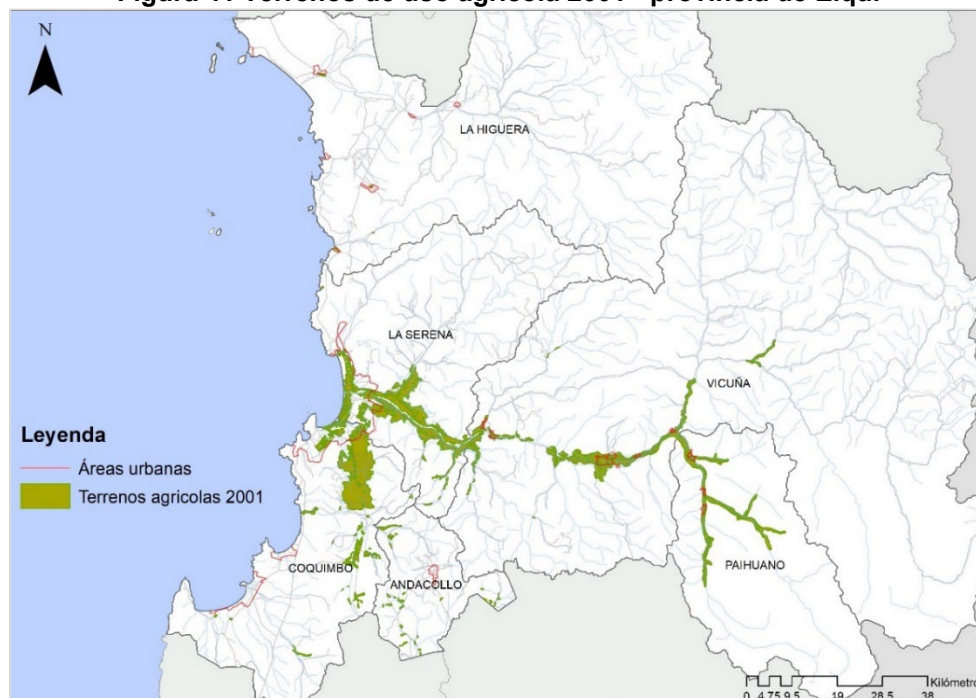 Figura 1. Terrenos de uso agrícola 2001 - provincia de Elqui
N
LA HIGUERA
LA SERENA
VICUÑA
Leyenda
Áreas urbanas
Terrenos agricolas 2001
COQUIMBO
ANDACOLLO
PAIHUANO
Kilómetro
0 4.75 9.5 19 28.5 38